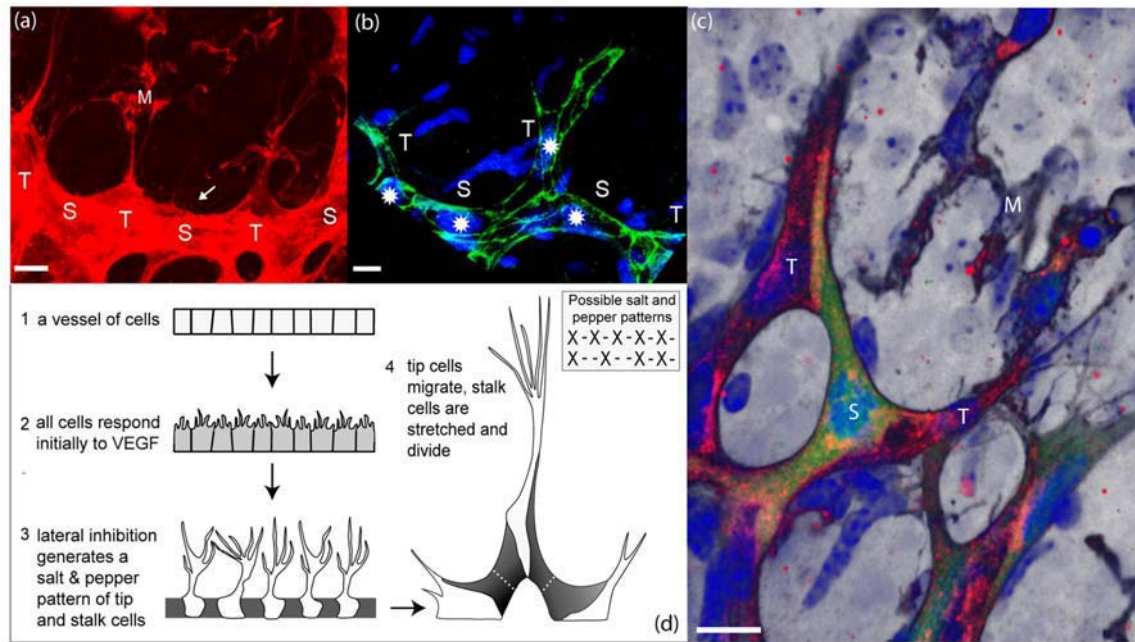 (a)
M
T
S
T
S
T
S
(b)
T
T
S
S
T
(c)
M
T
S
T
1 a vessel of cells
2 all cells respond
initially to VEGF
3 lateral inhibition
generates a
salt & pepper
pattern of tip
and stalk cells
4 tip cells
migrate, stalk
cells are
stretched and
divide
Possible salt and
pepper patterns
X-X-X-X-X-
X--X--X-X-
(d)